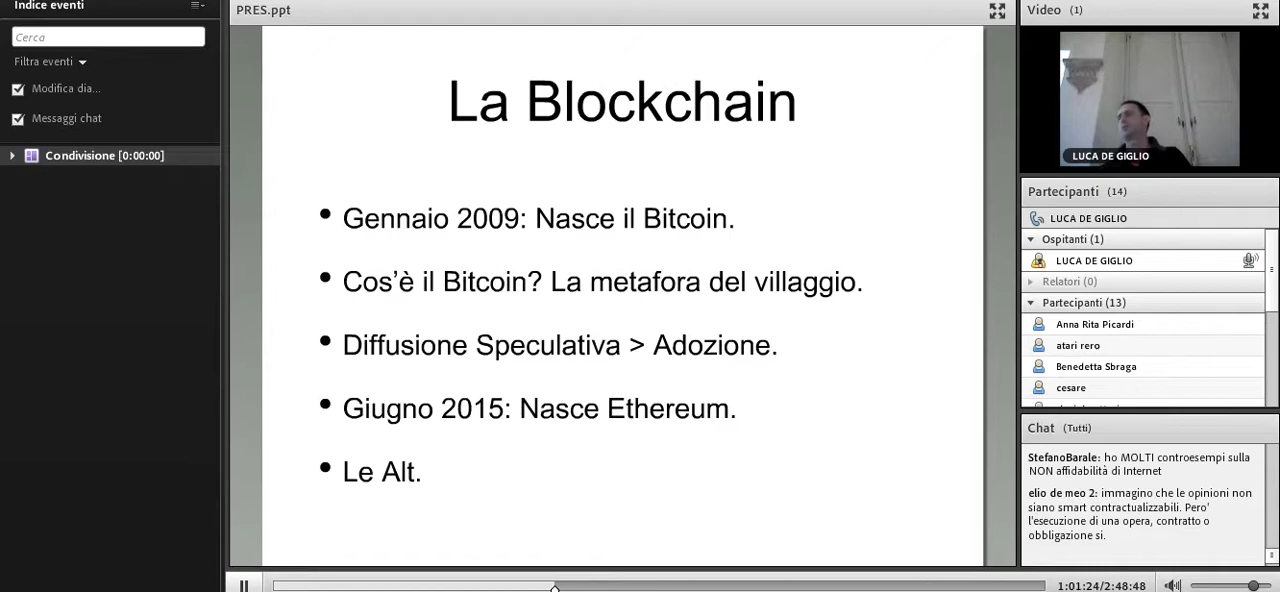 Indice eventi
Cerca
Filtra eventi
Modifica dia...
Messaggi chat
Condivisione [0:00:00]
PRES.ppt
La Blockchain
• Gennaio 2009: Nasce il Bitcoin.
• Cos’è il Bitcoin? La metafora del villaggio.
• Diffusione Speculativa > Adozione.
• Giugno 2015: Nasce Ethereum.
• Le Alt.
Video (1)
LUCA DE GIGLIO
Partecipanti (14)
LUCA DE GIGLIO
Ospitanti (1)
LUCA DE GIGLIO
Relatori (0)
Partecipanti (13)
Anna Rita Picardi
atari rero
Benedetta Sbraga
cesare
Chat (Tutti)
StefanoBarale: ho MOLTI controesempi sulla
NON affidabilità di Internet
elio de meo 2: immagino che le opinioni non
siano smart contractualizzabili. Pero'
l'esecuzione di una opera, contratto o
obbligazione si.
1:01:24/2:48:48